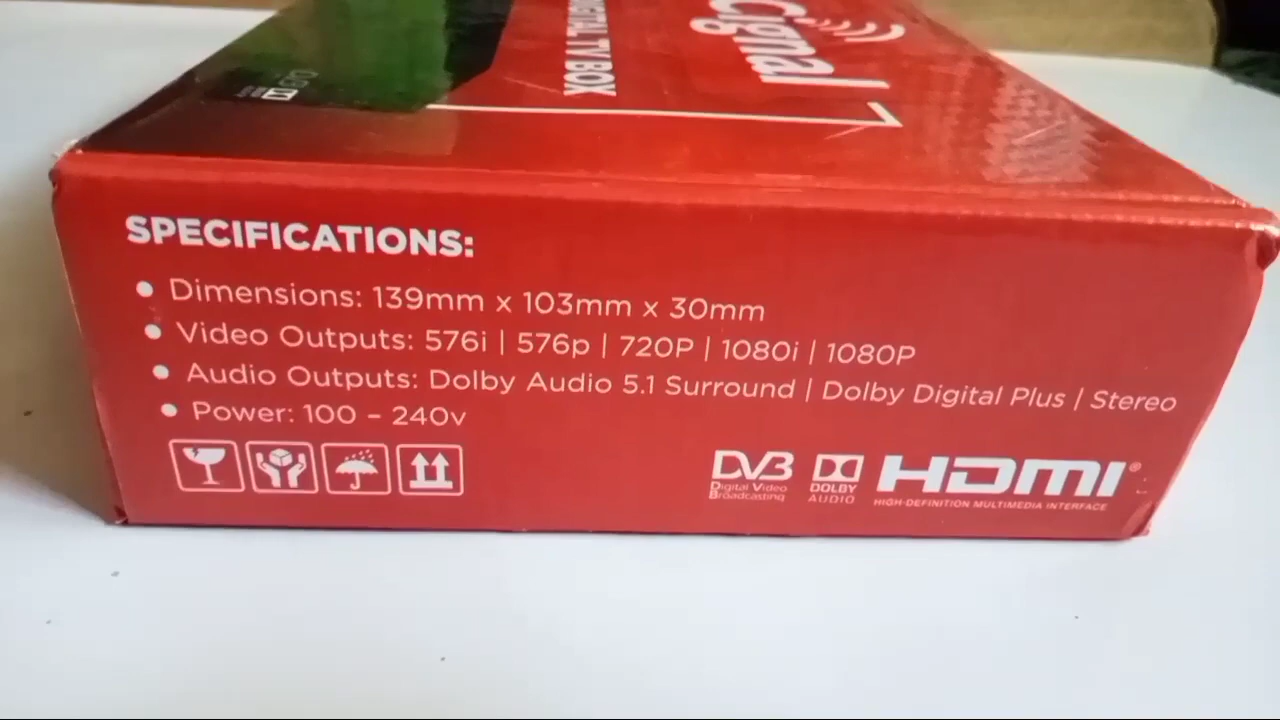 Cignal
TV BOX
SPECIFICATIONS:
Dimensions: 139mm x 103mm x 30mm
Video Outputs: 576i | 576p | 720P | 1080i | 1080P
Audio Outputs: Dolby Audio 5.1 Surround | Dolby Digital Plus | Stereo
Power: 100 – 240v
DVB
Digital Video
Broadcasting
DOLBY
AUDIO
HDMI®
HIGH-DEFINITION MULTIMEDIA INTERFACE